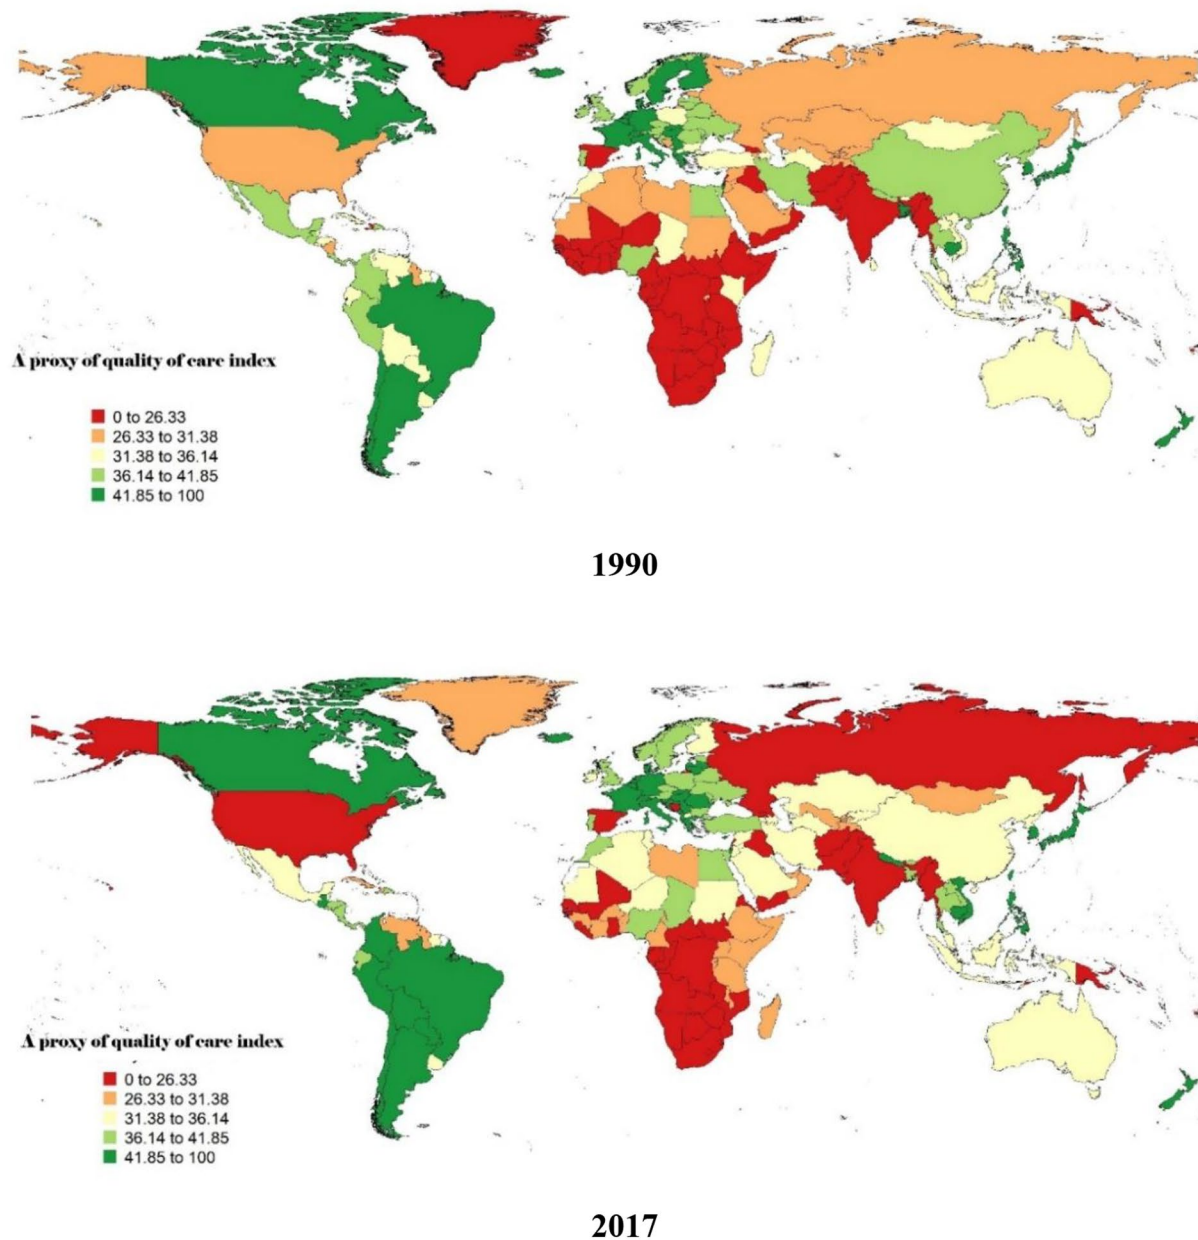 A proxy of quality of care index
0 to 26.33
26.33 to 31.38
31.38 to 36.14
36.14 to 41.85
41.85 to 100
1990
A proxy of quality of care index
0 to 26.33
26.33 to 31.38
31.38 to 36.14
36.14 to 41.85
41.85 to 100
2017